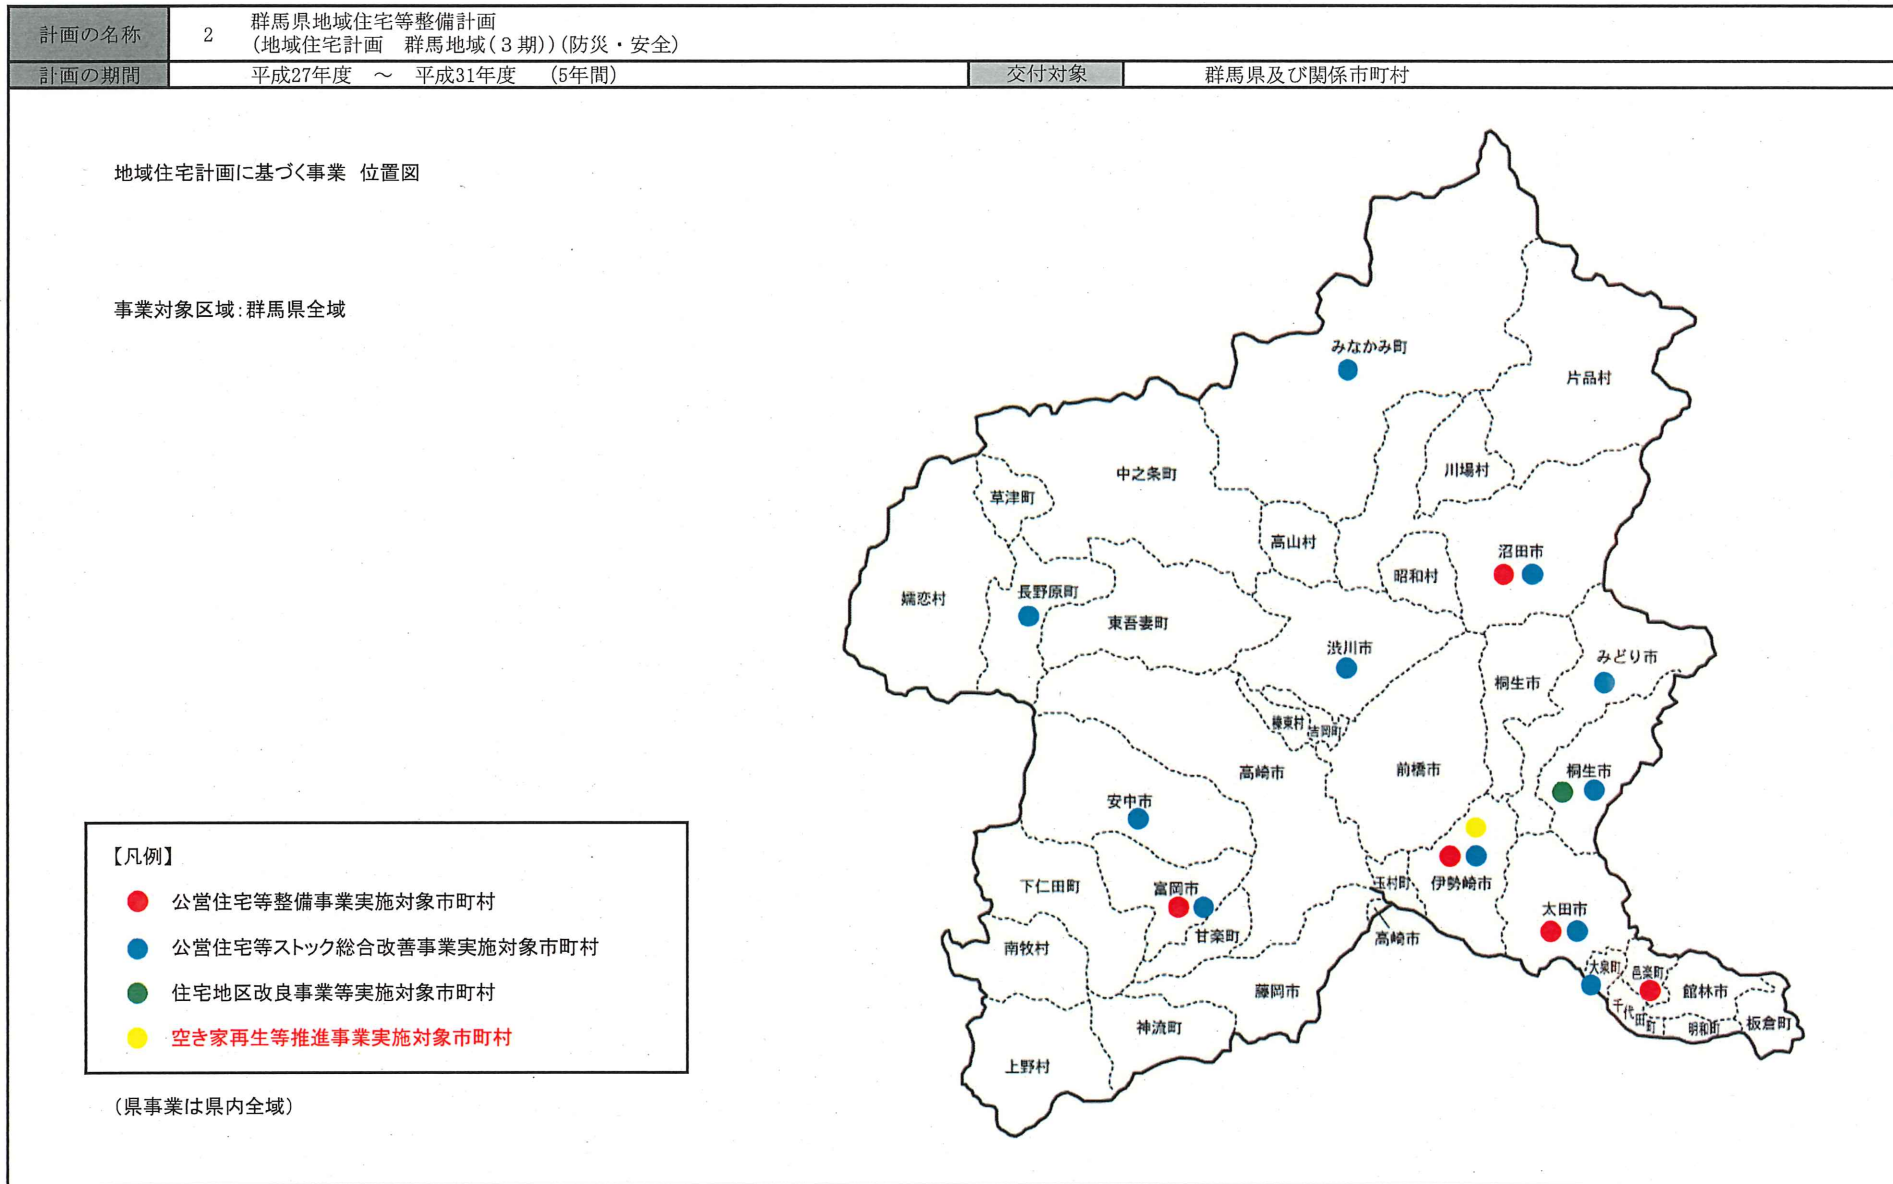 計画の名称 2 群馬県地域住宅等整備計画
(地域住宅計画 群馬地域(3期))(防災・安全)
計画の期間 平成27年度 ～ 平成31年度 (5年間) 交付対象 群馬県及び関係市町村
地域住宅計画に基づく事業 位置図
事業対象区域:群馬県全域
みなかみ町
片品村
中之条町
川場村
草津町
高山村
沼田市
昭和村
嬬恋村
長野原町
東吾妻町
渋川市
みどり市
桐生市
榛東村
吉岡町
前橋市
高崎市
桐生市
安中市
下仁田町
富岡市
玉村町
伊勢崎市
太田市
甘楽町
高崎市
南牧村
大泉町
邑楽町
館林市
藤岡市
千代田町
明和町
板倉町
神流町
上野村
【凡例】
公営住宅等整備事業実施対象市町村
公営住宅等ストック総合改善事業実施対象市町村
住宅地区改良事業等実施対象市町村
空き家再生等推進事業実施対象市町村
(県事業は県内全域)